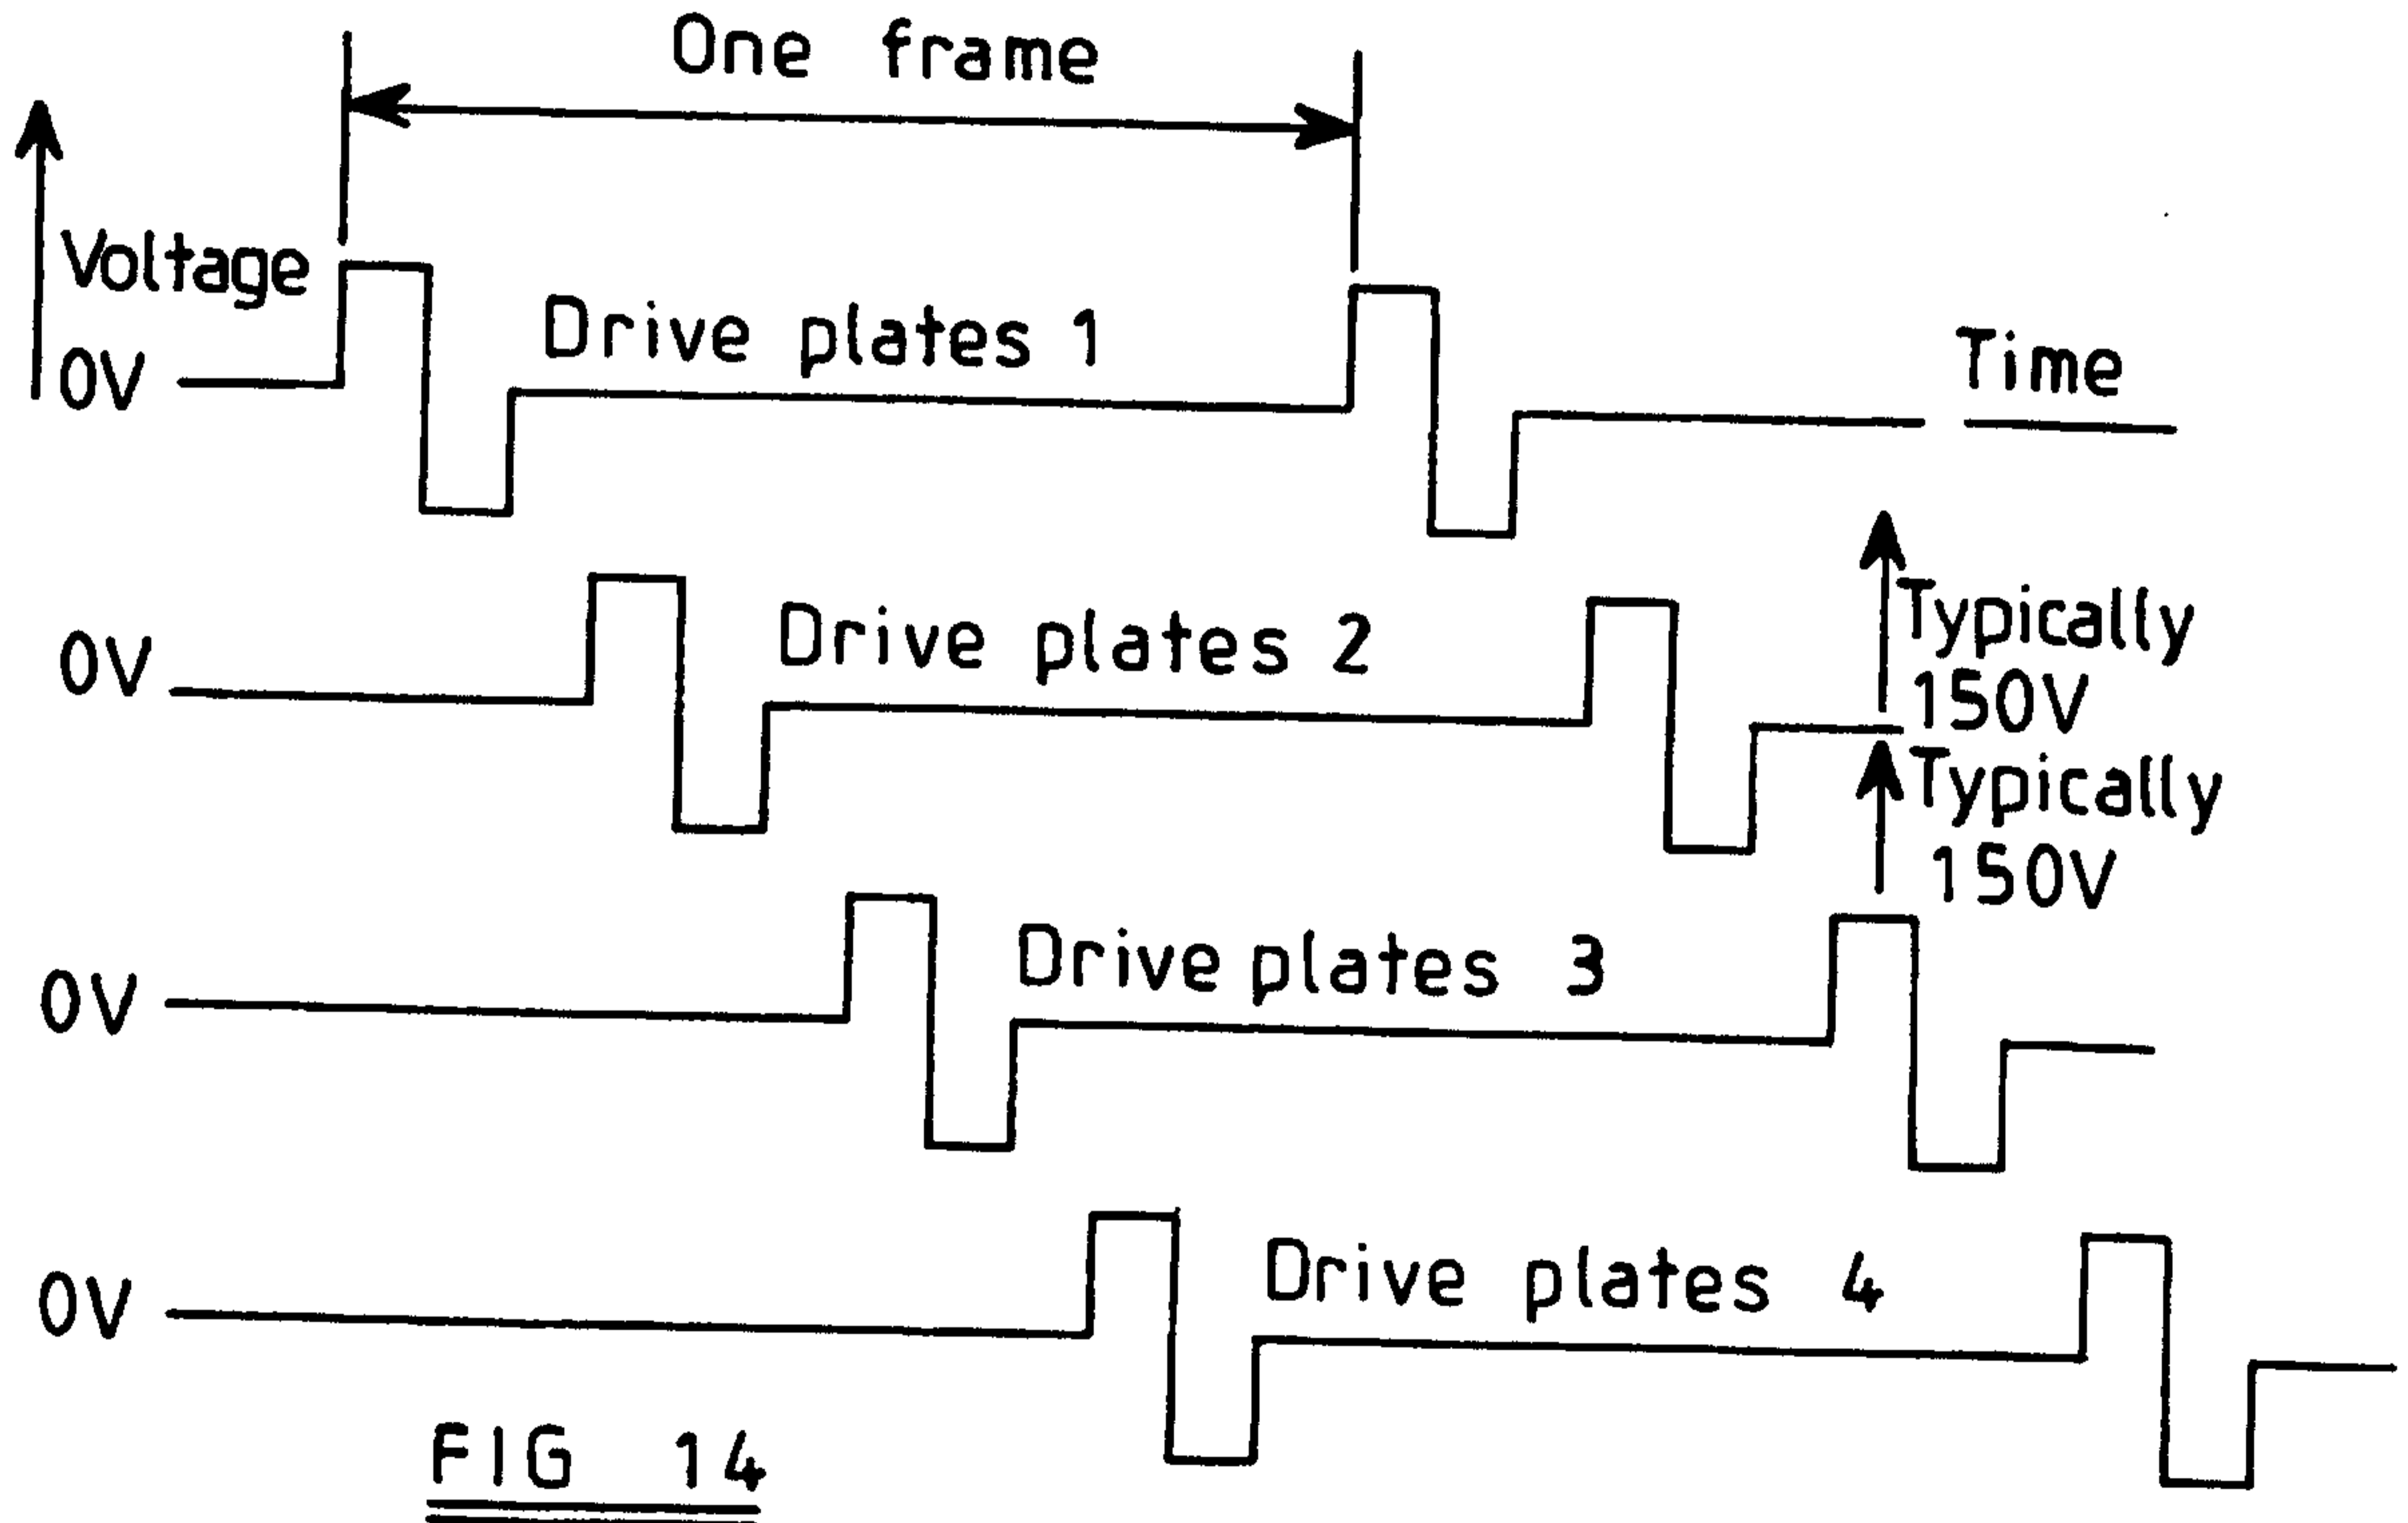 One frame
Voltage
0V
Drive plates 1
Time
0V
Drive plates 2
Typically
150V
Typically
150V
0V
Drive plates 3
0V
Drive plates 4
FIG 14